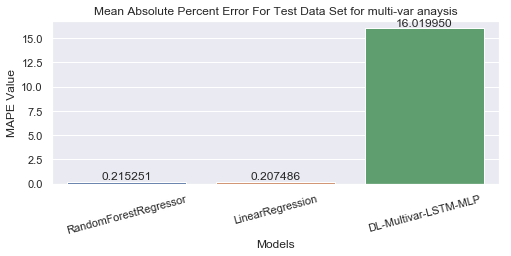 Mean Absolute Percent Error For Test Data Set for multi-var anaysis
16.019950
15.0
12.5
10.0
7.5
5.0
2.5
0.0
MAPE Value
0.215251
0.207486
RandomForestRegressor
LinearRegression
DL-Multivar-LSTM-MLP
Models